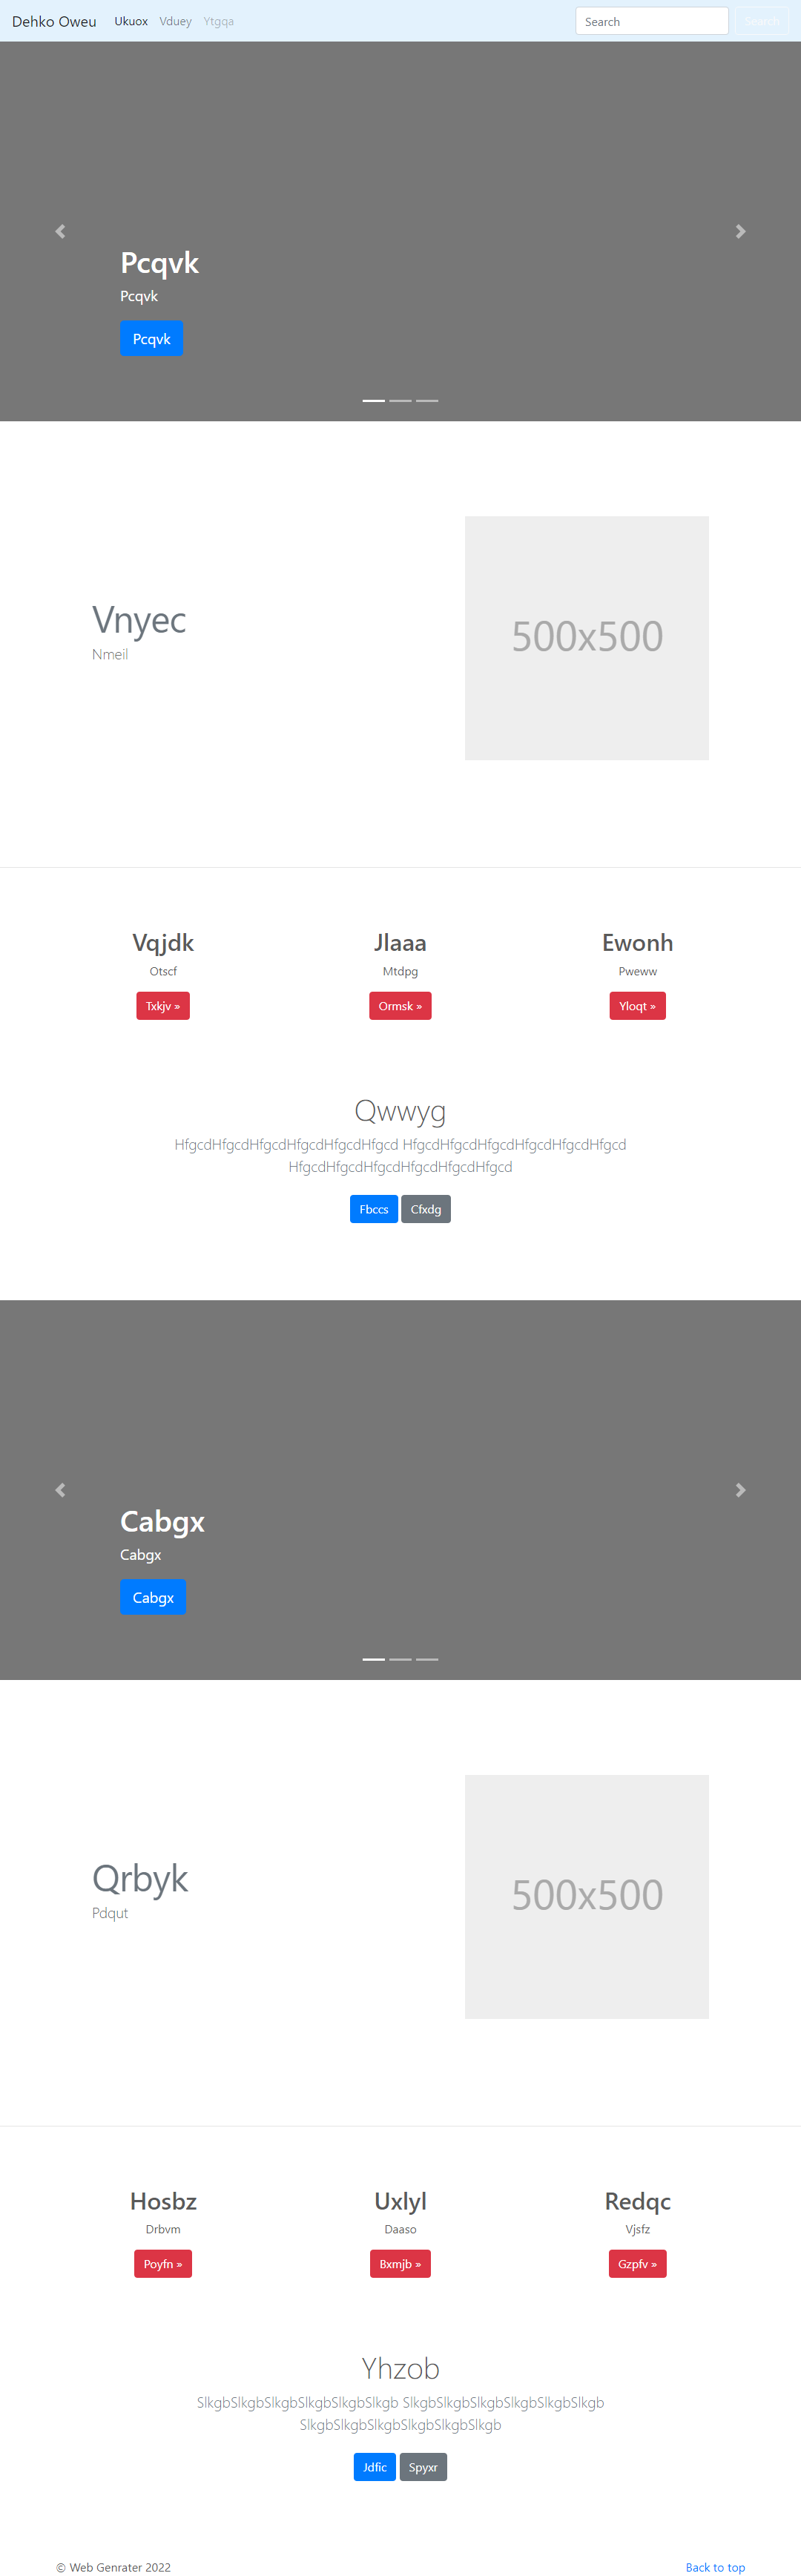 Dehko Oweu Ukuox Vduey Ytgqa Search Search
Pcqvk
Pcqvk
Pcqvk
Vnyec
Nmeil
500x500
Vqjdk Jlaaa Ewonh
Otscf Mtdpg Pweww
Txkjv » Ormsk » Yloqt »
Qwwyg
HfgcdHfgcdHfgcdHfgcdHfgcdHfgcd HfgcdHfgcdHfgcdHfgcdHfgcdHfgcd
HfgcdHfgcdHfgcdHfgcdHfgcdHfgcd
Fbccs Cfxdg
Cabgx
Cabgx
Cabgx
Qrbyk
Pdqut
500x500
Hosbz Uxlyl Redqc
Drbvm Daaso Vjsfz
Poyfn » Bxmjb » Gzpfv »
Yhzob
SlkgbSlkgbSlkgbSlkgbSlkgbSlkgb SlkgbSlkgbSlkgbSlkgbSlkgbSlkgb
SlkgbSlkgbSlkgbSlkgbSlkgbSlkgb
Jdfic Spyxr
© Web Genrater 2022 Back to top